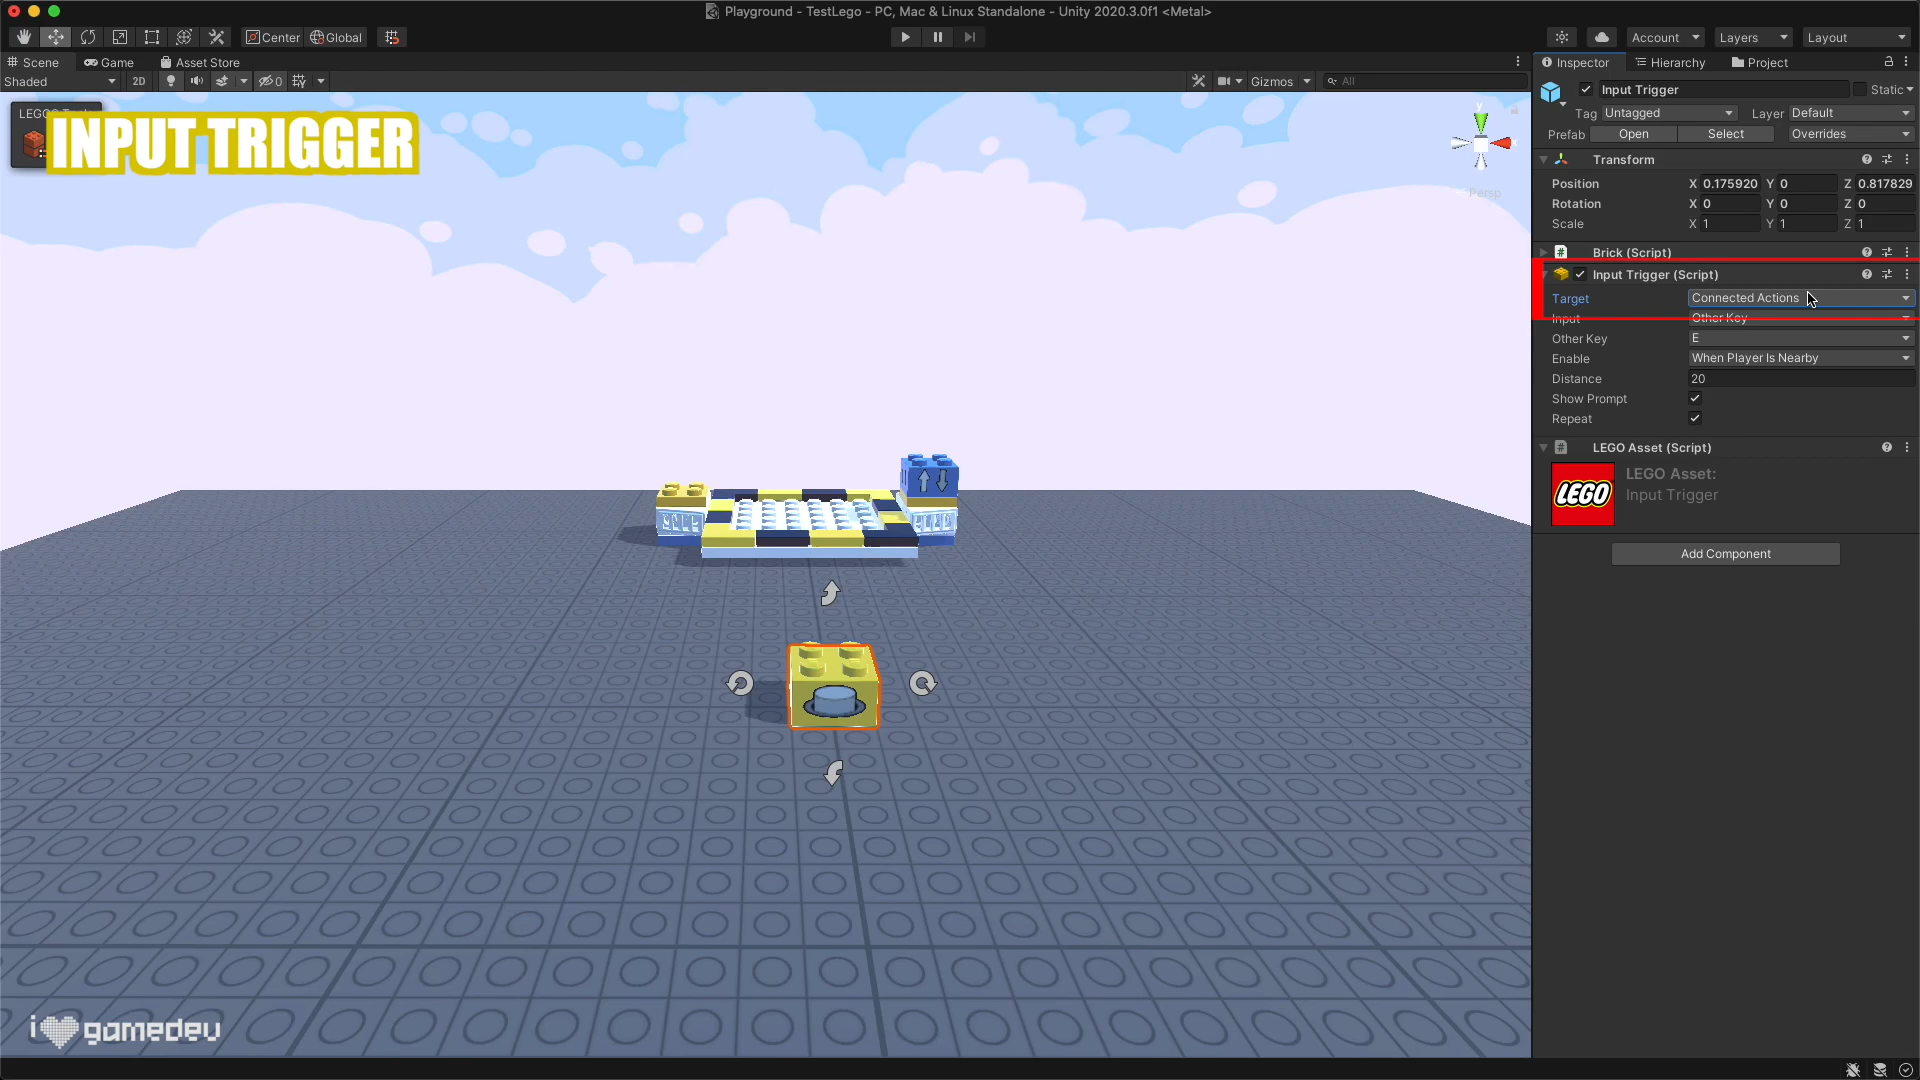 Playground - TestLego - PC, Mac & Linux Standalone - Unity 2020.3.0f1 <Metal>
Center
Global
Account
Layers
Layout
Scene
Game
Asset Store
Inspector
Hierarchy
Project
Shaded
2D
0
Gizmos
All
Input Trigger
Static
Tag
Untagged
Layer
Default
Prefab
Open
Select
Overrides
INPUT TRIGGER
y
Persp
Transform
Position X 0.175920 Y 0 Z 0.817829
Rotation X 0 Y 0 Z 0
Scale X 1 Y 1 Z 1
Brick (Script)
Input Trigger (Script)
Target Connected Actions
Input Other Key
Other Key E
Enable When Player Is Nearby
Distance 20
Show Prompt
Repeat
LEGO Asset (Script)
LEGO
LEGO Asset:
Input Trigger
Add Component
i gamedev